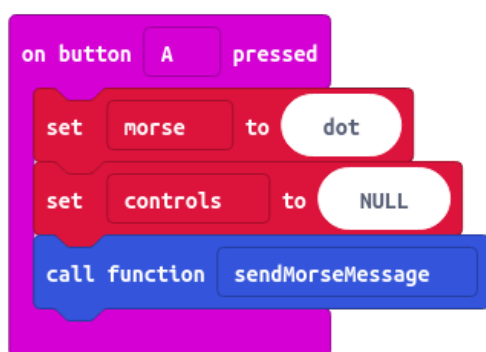 on button A pressed
set morse to dot
set controls to NULL
call function sendMorseMessage